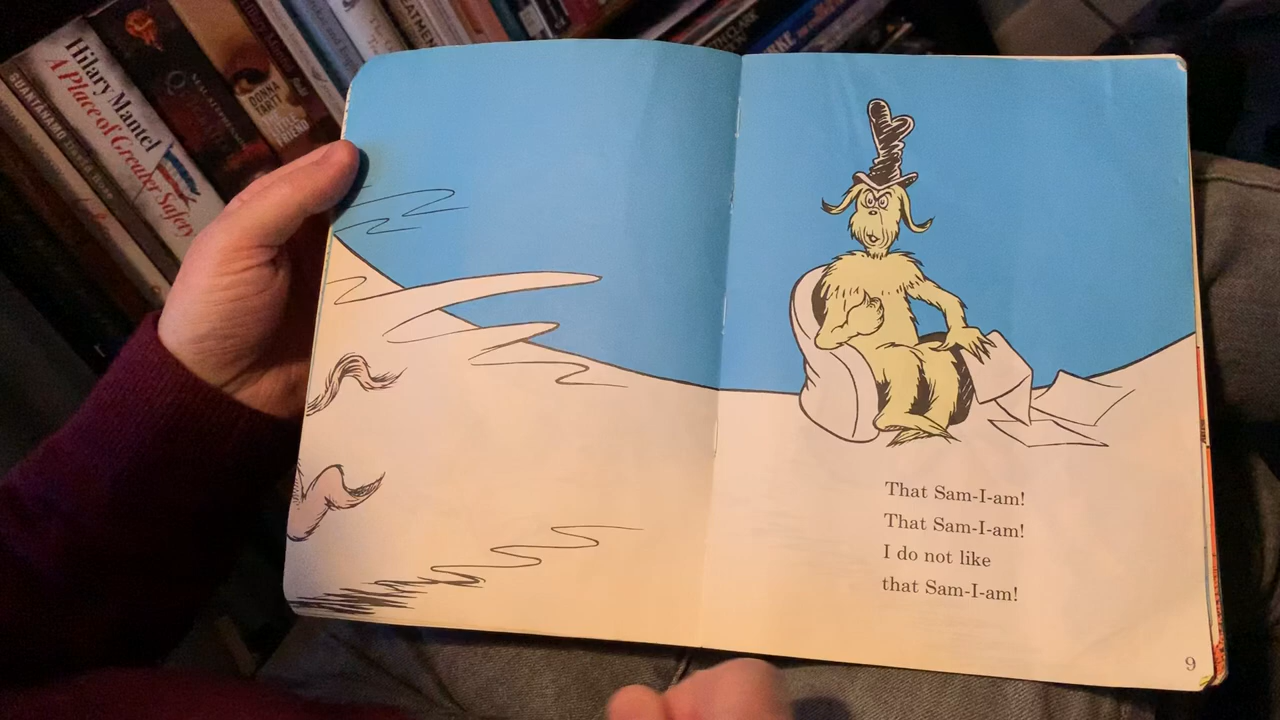 Hilary Mantel
A Place of Greater Safety
GUANTANAMO
DONNA
TARTT
THE LITTLE
FRIEND
That Sam-I-am!
That Sam-I-am!
I do not like
that Sam-I-am!
9